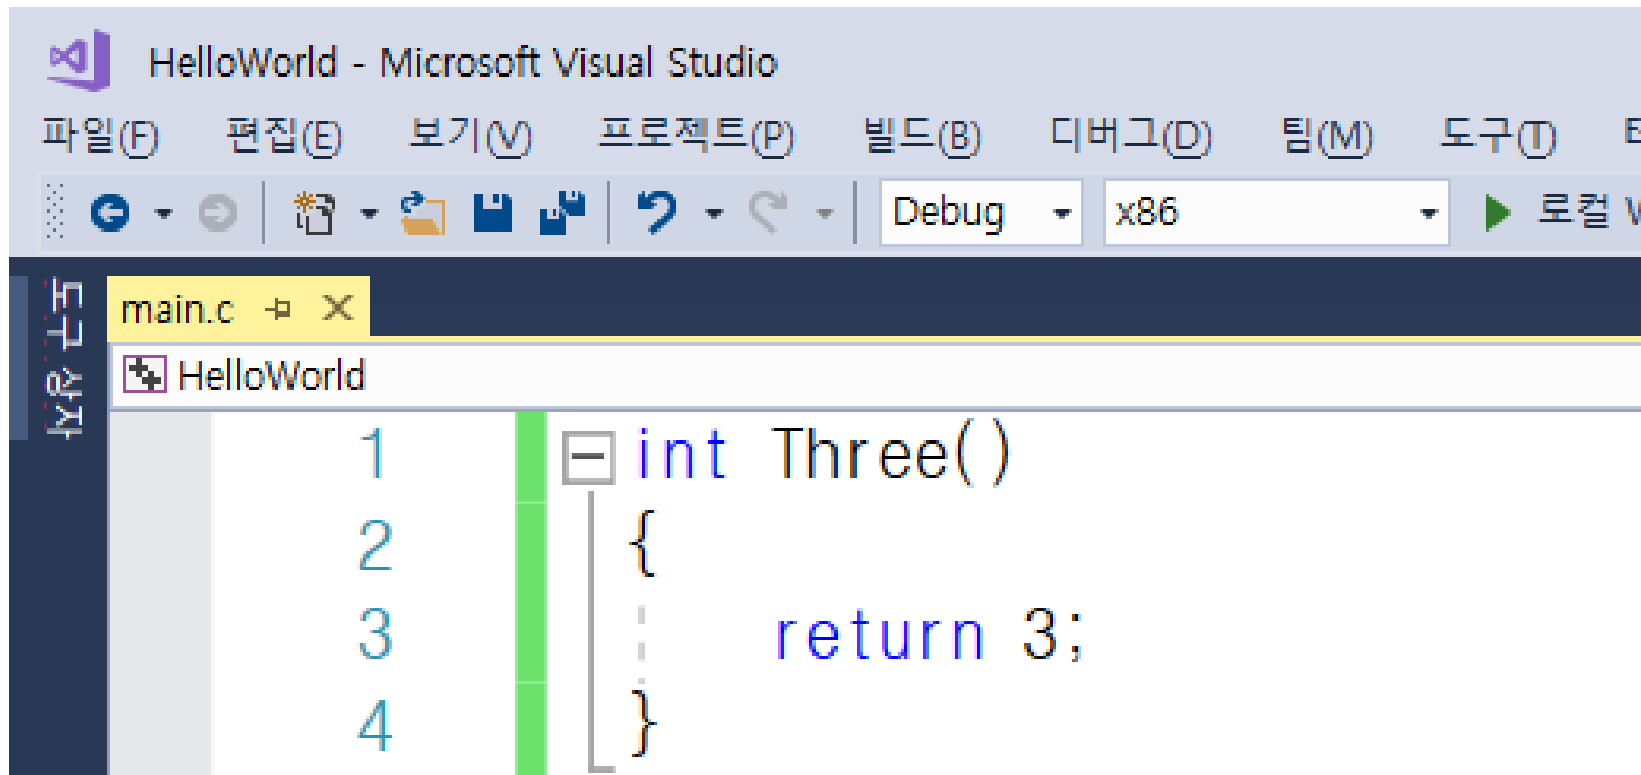 HelloWorld - Microsoft Visual Studio
파일(F) 편집(E) 보기(V) 프로젝트(P) 빌드(B) 디버그(D) 팀(M) 도구(T)
Debug x86 로컬
도구 상자
main.c
HelloWorld
1 int Three()
2 {
3 return 3;
4 }